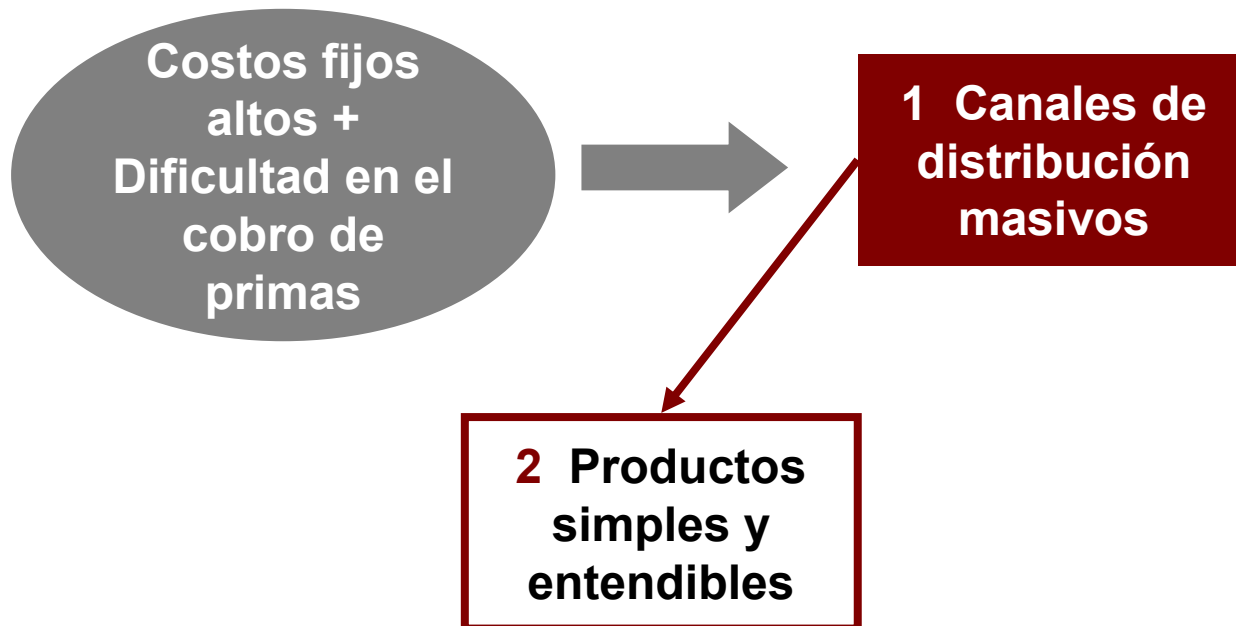 Costos fijos
altos +
Dificultad en el
cobro de
primas
1 Canales de
distribución
masivos
2 Productos
simples y
entendibles